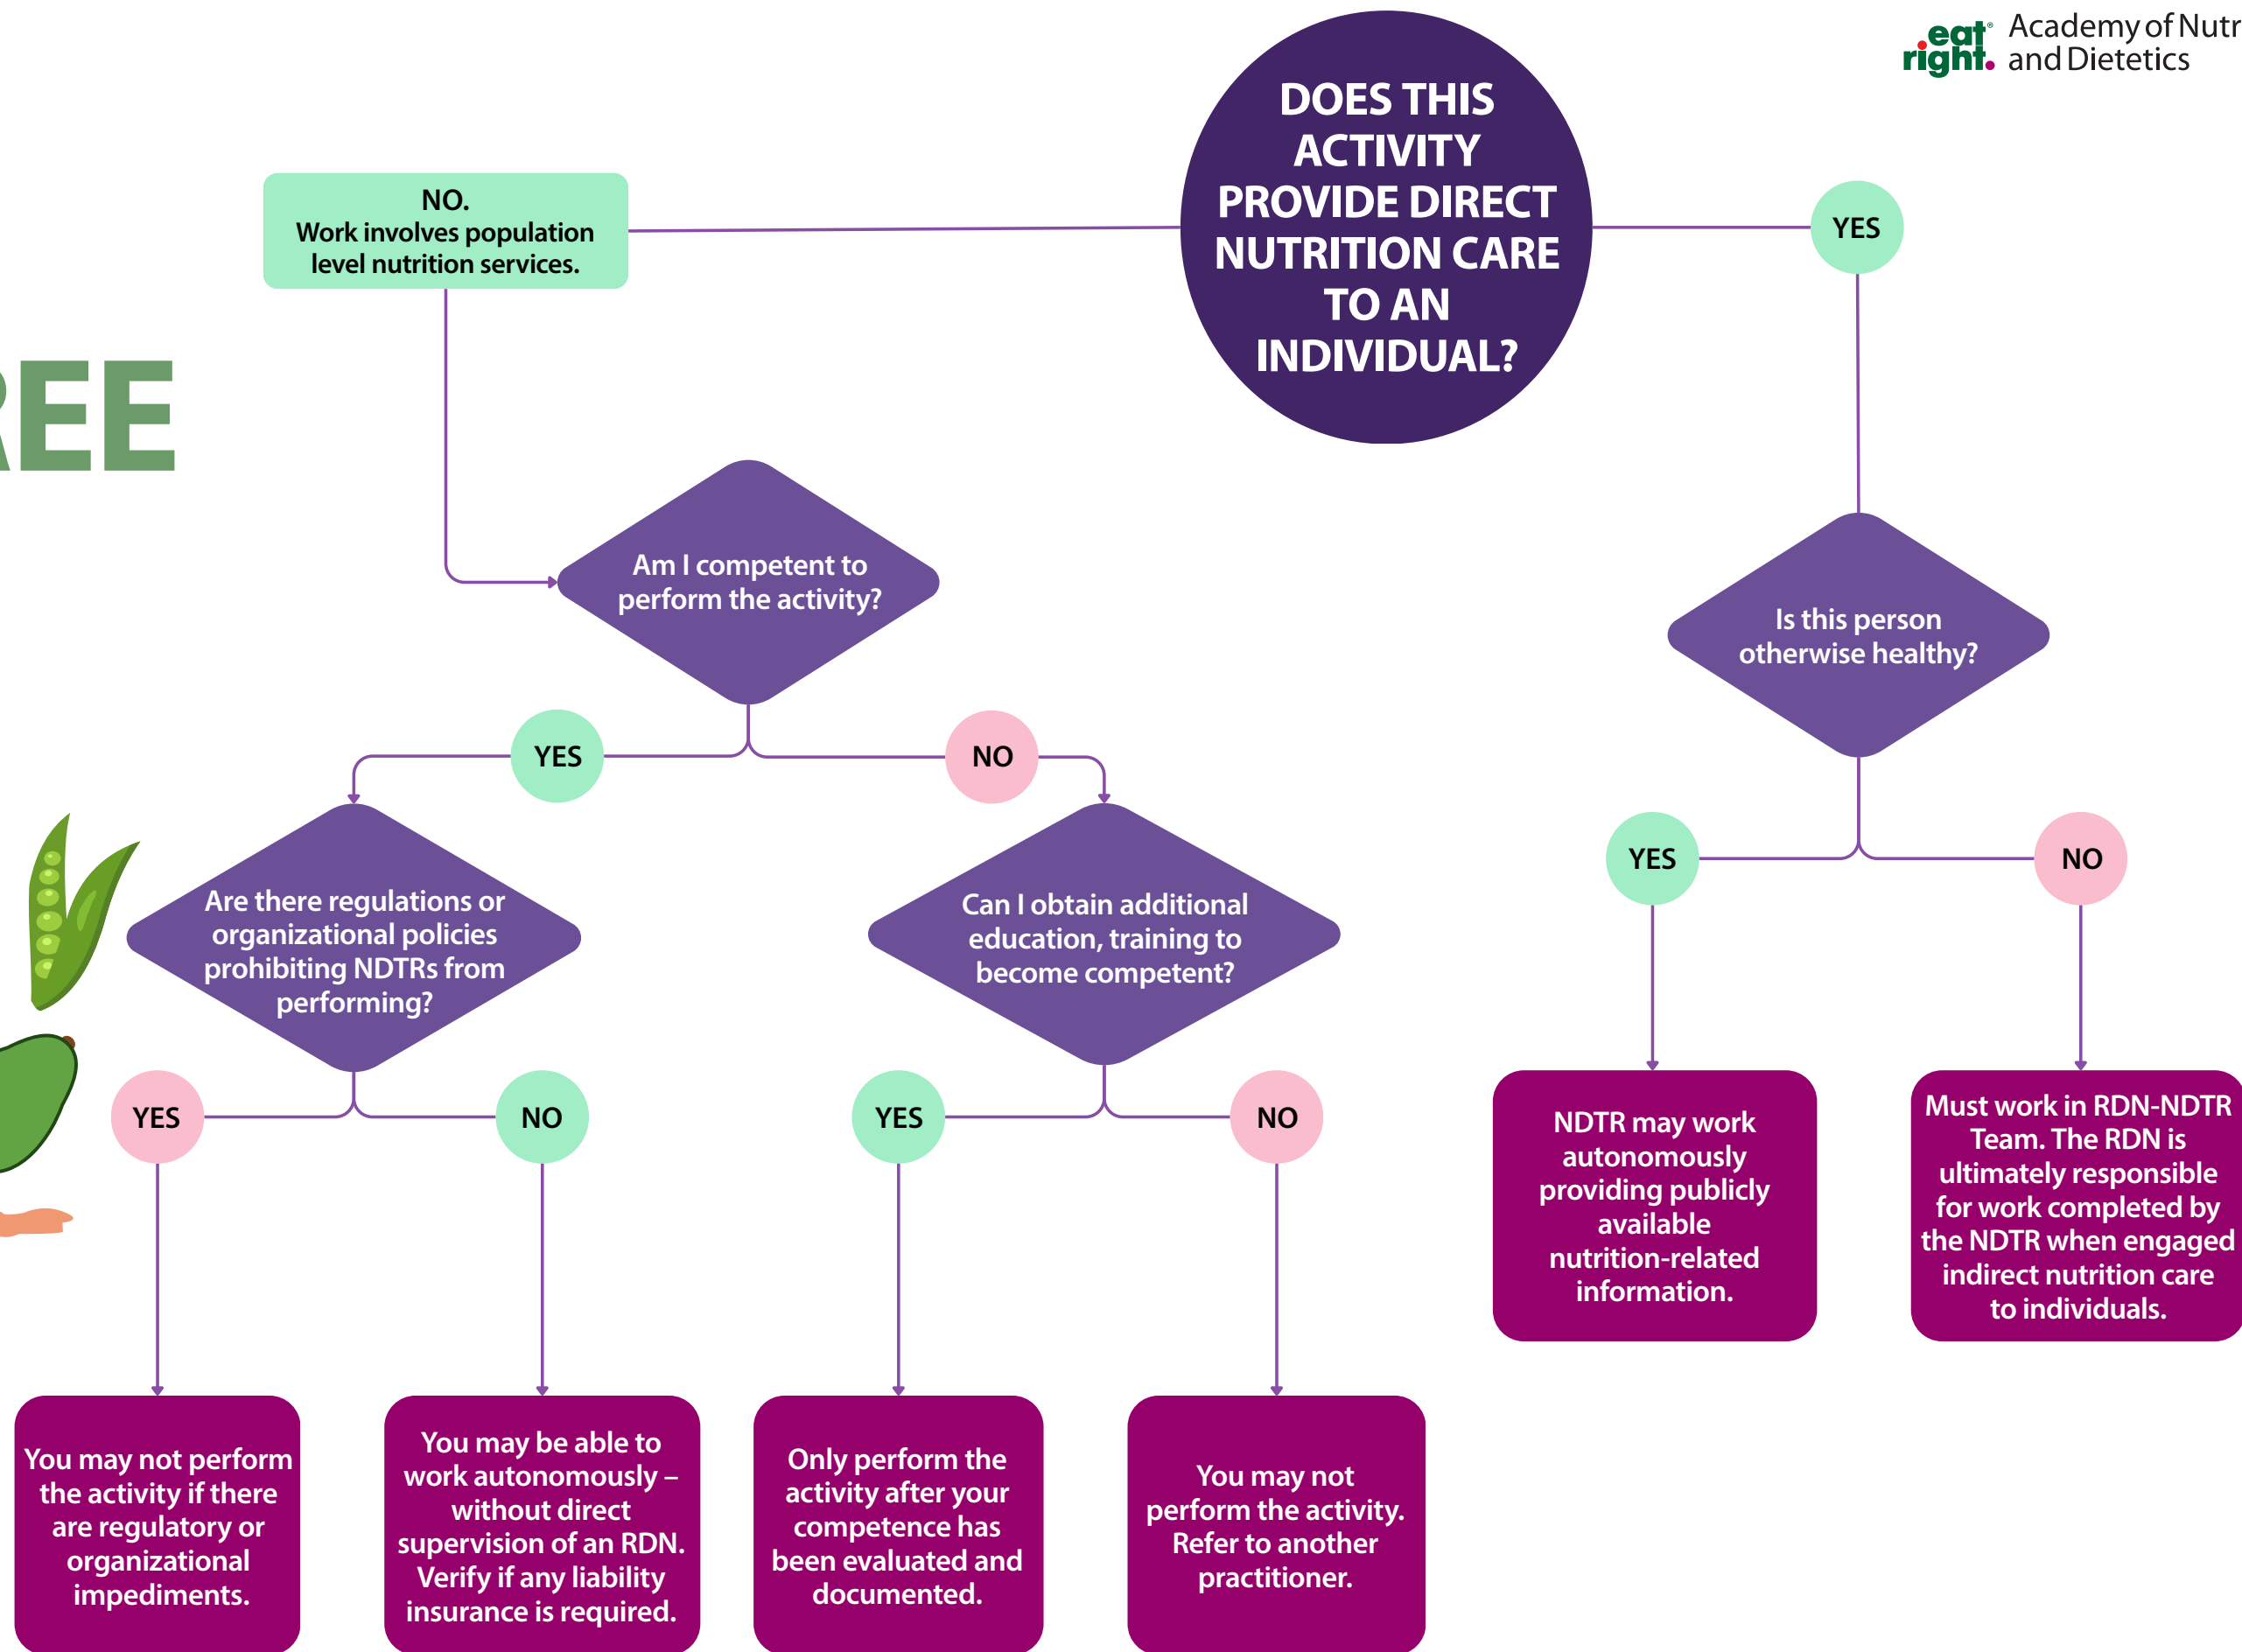 eat®
right.
Academy of Nutr
and Dietetics
DOES THIS
ACTIVITY
PROVIDE DIRECT
NUTRITION CARE
TO AN
INDIVIDUAL?
NO.
Work involves population
level nutrition services.
YES
REE
Am I competent to
perform the activity?
Is this person
otherwise healthy?
YES
NO
YES
NO
Are there regulations or
organizational policies
prohibiting NDTRs from
performing?
Can I obtain additional
education, training to
become competent?
YES
NO
YES
NO
NDTR may work
autonomously
providing publicly
available
nutrition-related
information.
Must work in RDN-NDTR
Team. The RDN is
ultimately responsible
for work completed by
the NDTR when engaged
indirect nutrition care
to individuals.
You may not perform
the activity if there
are regulatory or
organizational
impediments.
You may be able to
work autonomously –
without direct
supervision of an RDN.
Verify if any liability
insurance is required.
Only perform the
activity after your
competence has
been evaluated and
documented.
You may not
perform the activity.
Refer to another
practitioner.